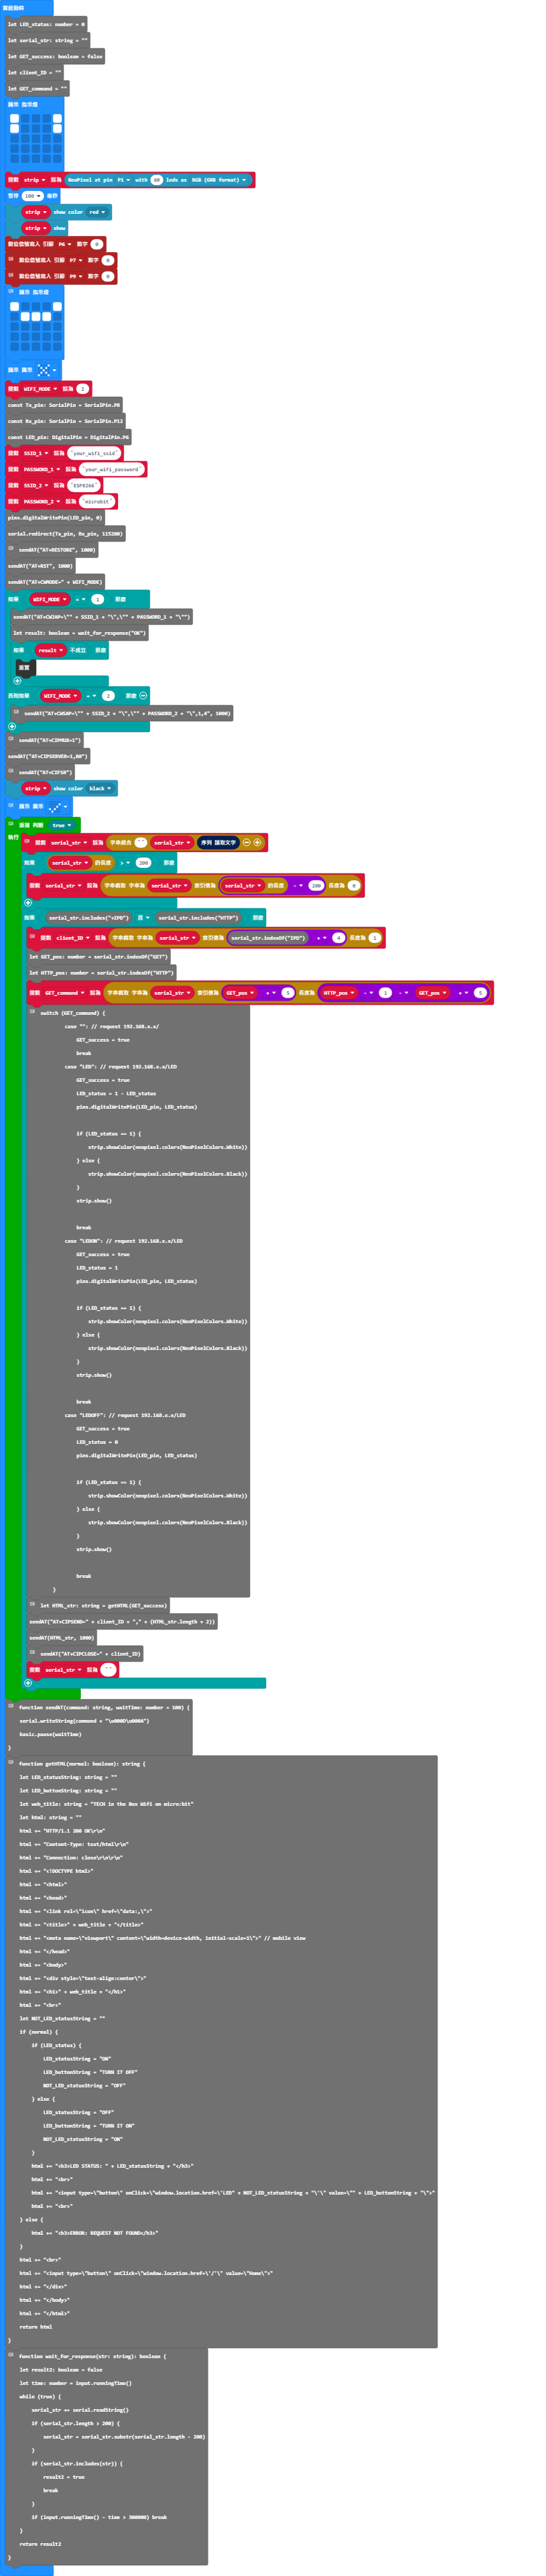 當啟動時
let LED_status: number = 0
let serial_str: string = ""
let GET_success: boolean = false
let client_ID = ""
let GET_command = ""
顯示 指示燈
變數 strip 設為 NeoPixel at pin P1 with 60 leds as RGB (GRB format)
暫停 100 毫秒
strip show color red
strip show
數位信號寫入 引腳 P6 數字 0
數位信號寫入 引腳 P7 數字 0
數位信號寫入 引腳 P9 數字 0
顯示 指示燈
顯示 圖示
變數 WIFI_MODE 設為 2
const Tx_pin: SerialPin = SerialPin.P8
const Rx_pin: SerialPin = SerialPin.P12
const LED_pin: DigitalPin = DigitalPin.P6
變數 SSID_1 設為 "your_wifi_ssid"
變數 PASSWORD_1 設為 "your_wifi_password"
變數 SSID_2 設為 "ESP8266"
變數 PASSWORD_2 設為 "microbit"
pins.digitalWritePin(LED_pin, 0)
serial.redirect(Tx_pin, Rx_pin, 115200)
sendAT("AT+RESTORE", 1000)
sendAT("AT+RST", 1000)
sendAT("AT+CWMODE=" + WIFI_MODE)
如果 WIFI_MODE = 1 那麼
sendAT("AT+CWJAP=\"" + SSID_1 + "\",\"" + PASSWORD_1 + "\"")
let result: boolean = wait_for_response("OK")
如果 result 不成立 那麼
重置
否則如果 WIFI_MODE = 2 那麼
sendAT("AT+CWSAP=\"" + SSID_2 + "\",\"" + PASSWORD_2 + "\",1,4", 1000)
sendAT("AT+CIPMUX=1")
sendAT("AT+CIPSERVER=1,80")
sendAT("AT+CIFSR")
strip show color black
顯示 圖示
重複 判斷 true
執行
變數 serial_str 設為 字串組合 "" serial_str 序列 讀取文字
如果 serial_str 的長度 > 200 那麼
變數 serial_str 設為 字串截取 字串為 serial_str 索引值為 serial_str 的長度 - 200 長度為 0
如果 serial_str.includes("+IPD") 且 serial_str.includes("HTTP") 那麼
變數 client_ID 設為 字串截取 字串為 serial_str 索引值為 serial_str.indexOf("IPD") + 4 長度為 1
let GET_pos: number = serial_str.indexOf("GET")
let HTTP_pos: number = serial_str.indexOf("HTTP")
變數 GET_command 設為 字串截取 字串為 serial_str 索引值為 GET_pos + 5 長度為 HTTP_pos - 1 - GET_pos + 5
switch (GET_command) {
case "": // request 192.168.x.x/
GET_success = true
break
case "LED": // request 192.168.x.x/LED
GET_success = true
LED_status = 1 - LED_status
pins.digitalWritePin(LED_pin, LED_status)
if (LED_status == 1) {
strip.showColor(neopixel.colors(NeoPixelColors.White))
} else {
strip.showColor(neopixel.colors(NeoPixelColors.Black))
}
strip.show()
break
case "LEDON": // request 192.168.x.x/LED
GET_success = true
LED_status = 1
pins.digitalWritePin(LED_pin, LED_status)
if (LED_status == 1) {
strip.showColor(neopixel.colors(NeoPixelColors.White))
} else {
strip.showColor(neopixel.colors(NeoPixelColors.Black))
}
strip.show()
break
case "LEDOFF": // request 192.168.x.x/LED
GET_success = true
LED_status = 0
pins.digitalWritePin(LED_pin, LED_status)
if (LED_status == 1) {
strip.showColor(neopixel.colors(NeoPixelColors.White))
} else {
strip.showColor(neopixel.colors(NeoPixelColors.Black))
}
strip.show()
break
}
let HTML_str: string = getHTML(GET_success)
sendAT("AT+CIPSEND=" + client_ID + "," + (HTML_str.length + 2))
sendAT(HTML_str, 1000)
sendAT("AT+CIPCLOSE=" + client_ID)
變數 serial_str 設為 ""
function sendAT(command: string, waitTime: number = 100) {
serial.writeString(command + "\u000D\u000A")
basic.pause(waitTime)
}
function getHTML(normal: boolean): string {
let LED_statusString: string = ""
let LED_buttonString: string = ""
let web_title: string = "TECH in the Box Wifi on micro:bit"
let html: string = ""
html += "HTTP/1.1 200 OK\r\n"
html += "Content-Type: text/html\r\n"
html += "Connection: close\r\n\r\n"
html += "<!DOCTYPE html>"
html += "<html>"
html += "<head>"
html += "<link rel=\"icon\" href=\"data:,\">"
html += "<title>" + web_title + "</title>"
html += "<meta name=\"viewport\" content=\"width=device-width, initial-scale=1\">" // mobile view
html += "</head>"
html += "<body>"
html += "<div style=\"text-align:center\">"
html += "<h1>" + web_title + "</h1>"
html += "<br>"
let NOT_LED_statusString = ""
if (normal) {
if (LED_status) {
LED_statusString = "ON"
LED_buttonString = "TURN IT OFF"
NOT_LED_statusString = "OFF"
} else {
LED_statusString = "OFF"
LED_buttonString = "TURN IT ON"
NOT_LED_statusString = "ON"
}
html += "<h3>LED STATUS: " + LED_statusString + "</h3>"
html += "<br>"
html += "<input type=\"button\" onClick=\"window.location.href=\'LED" + NOT_LED_statusString + "\'\" value=\"" + LED_buttonString + "\">"
html += "<br>"
} else {
html += "<h3>ERROR: REQUEST NOT FOUND</h3>"
}
html += "<br>"
html += "<input type=\"button\" onClick=\"window.location.href=\'/'\" value=\"Home\">"
html += "</div>"
html += "</body>"
html += "</html>"
return html
}
function wait_for_response(str: string): boolean {
let result2: boolean = false
let time: number = input.runningTime()
while (true) {
serial_str += serial.readString()
if (serial_str.length > 200) {
serial_str = serial_str.substr(serial_str.length - 200)
}
if (serial_str.includes(str)) {
result2 = true
break
}
if (input.runningTime() - time > 300000) break
}
return result2
}